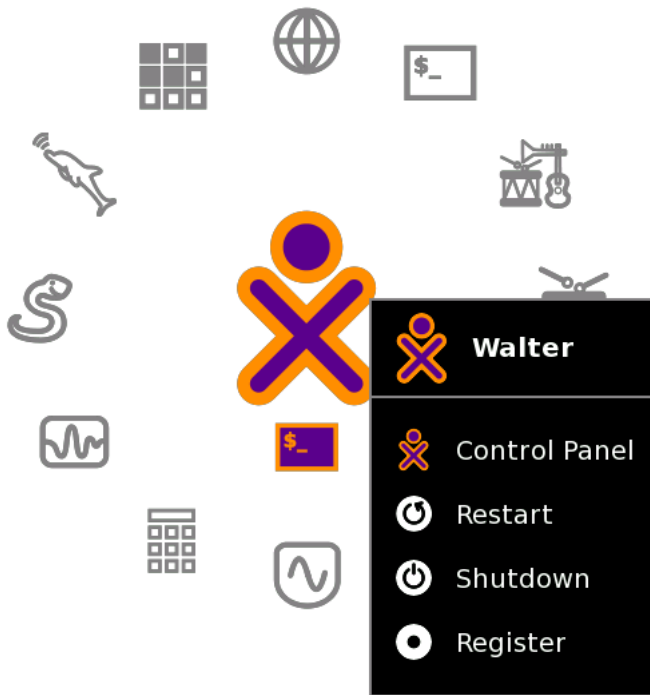 $_
Walter
$_
Control Panel
Restart
Shutdown
Register